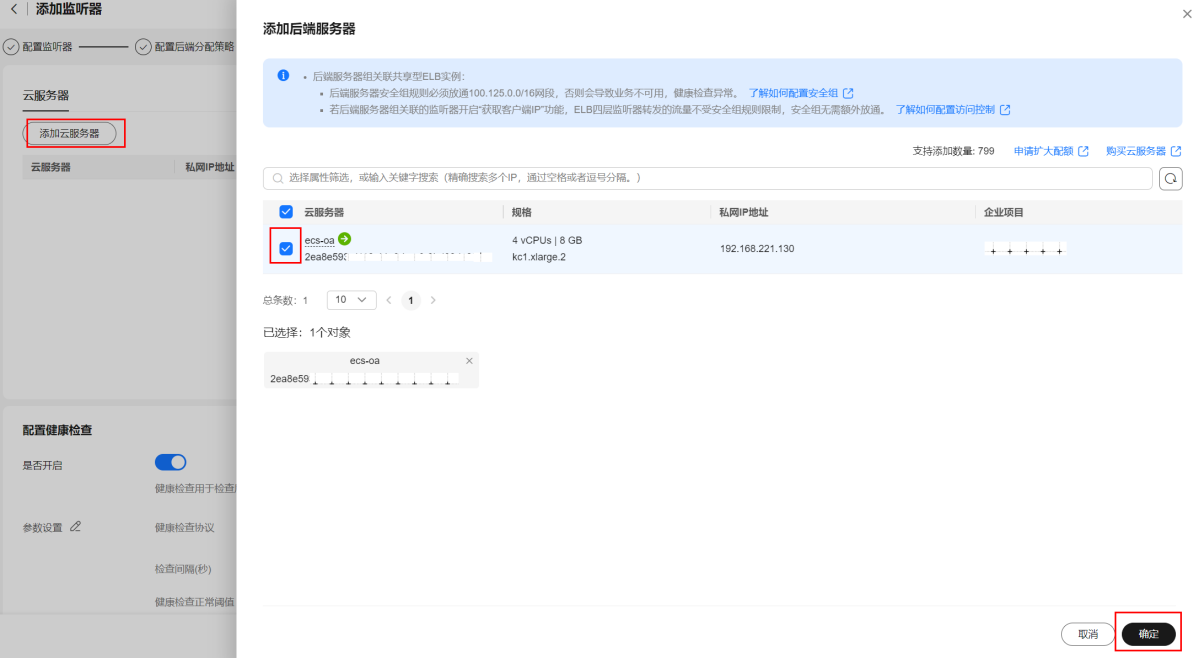 添加监听器
配置监听器
配置后端分配策略
云服务器
添加云服务器
云服务器
私网IP地址
配置健康检查
是否开启
健康检查用于检查
参数设置
健康检查协议
检查间隔(秒)
健康检查正常阈值
添加后端服务器
后端服务器组关联共享型ELB实例：
后端服务器安全组规则必须放通100.125.0.0/16网段，否则会导致业务不可用，健康检查异常。 了解如何配置安全组
若后端服务器组关联的监听器开启“获取客户端IP”功能，ELB四层监听器转发的流量不受安全组规则限制，安全组无需额外放通。 了解如何配置访问控制
支持添加数量: 799 申请扩大配额 购买云服务器
选择属性筛选，或输入关键字搜索（精确搜索多个IP，通过空格或者逗号分隔。）
云服务器 规格 私网IP地址 企业项目
ecs-oa 4 vCPUs | 8 GB 192.168.221.130
2ea8e593 kc1.xlarge.2
总条数: 1 10 1
已选择: 1个对象
ecs-oa
2ea8e59
取消 确定